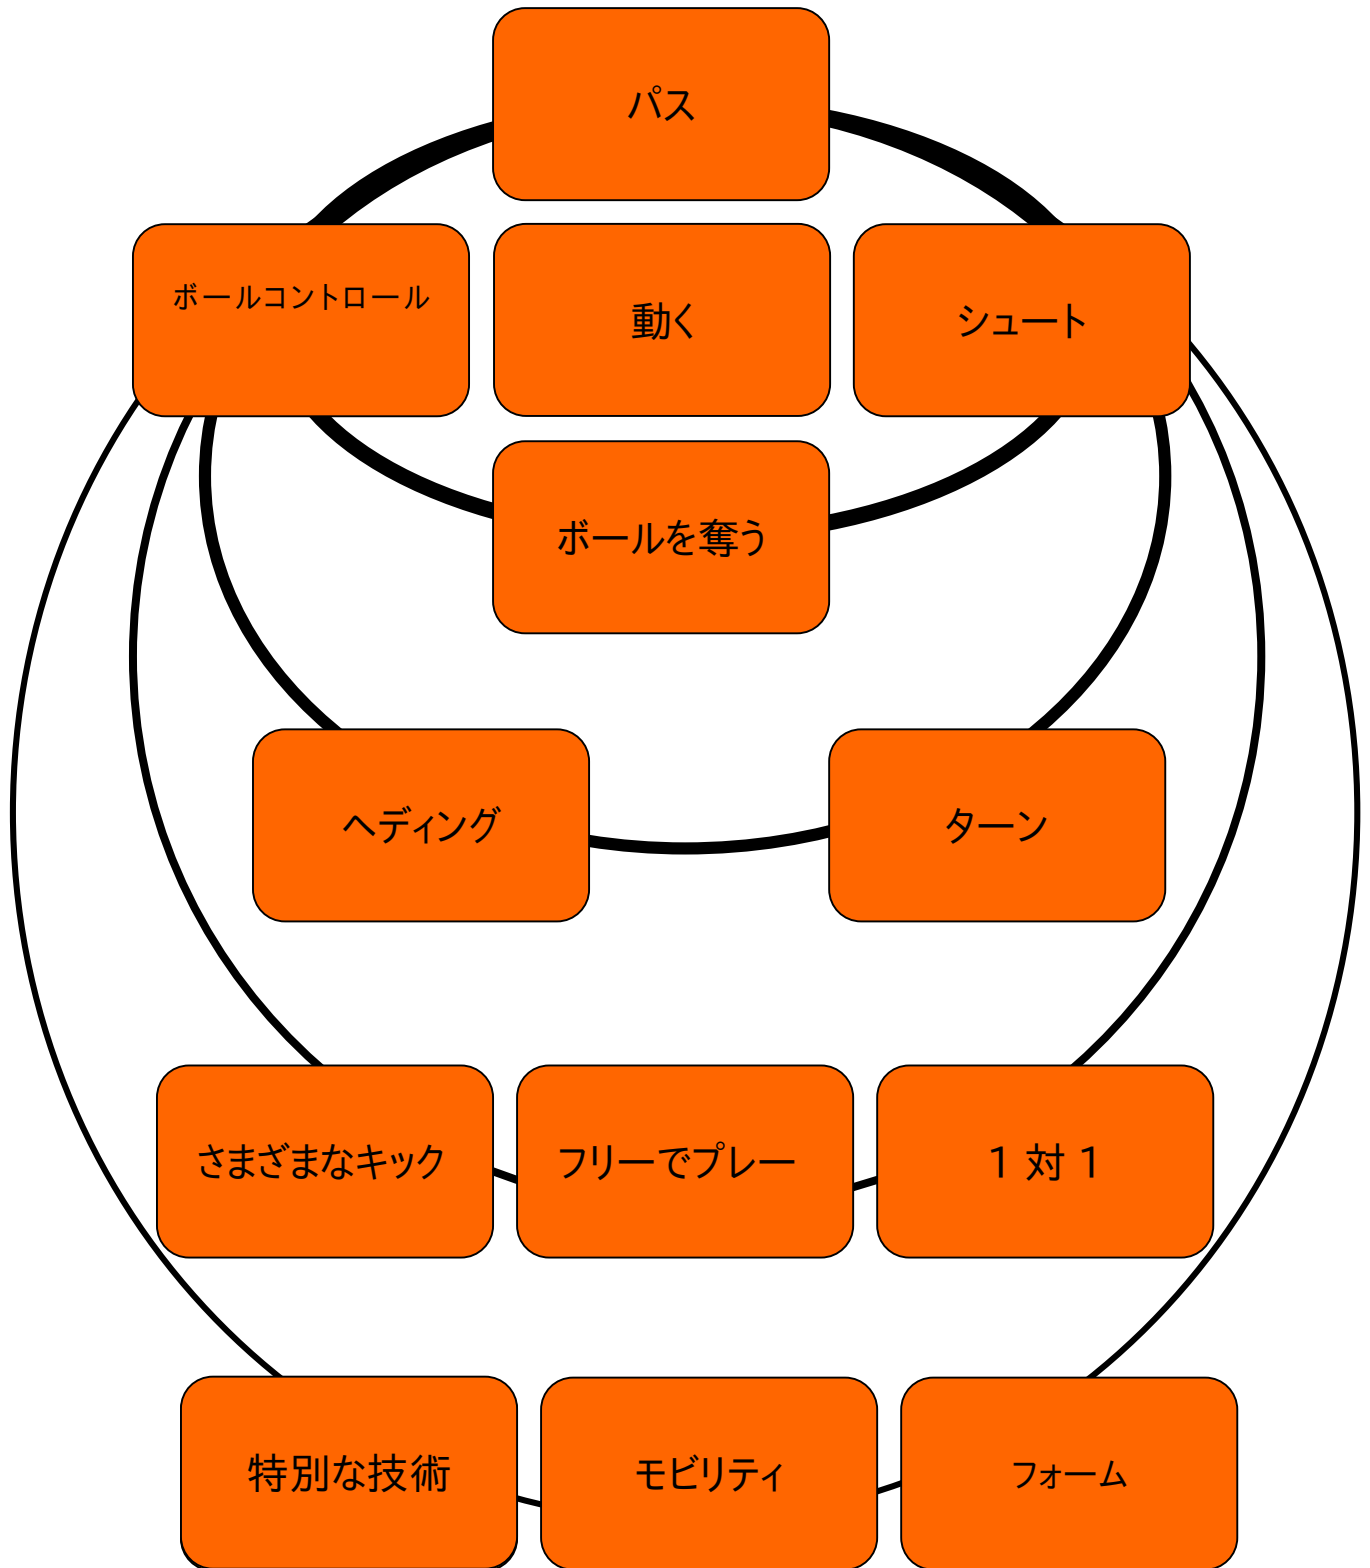 パス
ボールコントロール
動く
シュート
ボールを奪う
ヘディング
ターン
さまざまなキック
フリーでプレー
１対１
特別な技術
モビリティ
フォーム